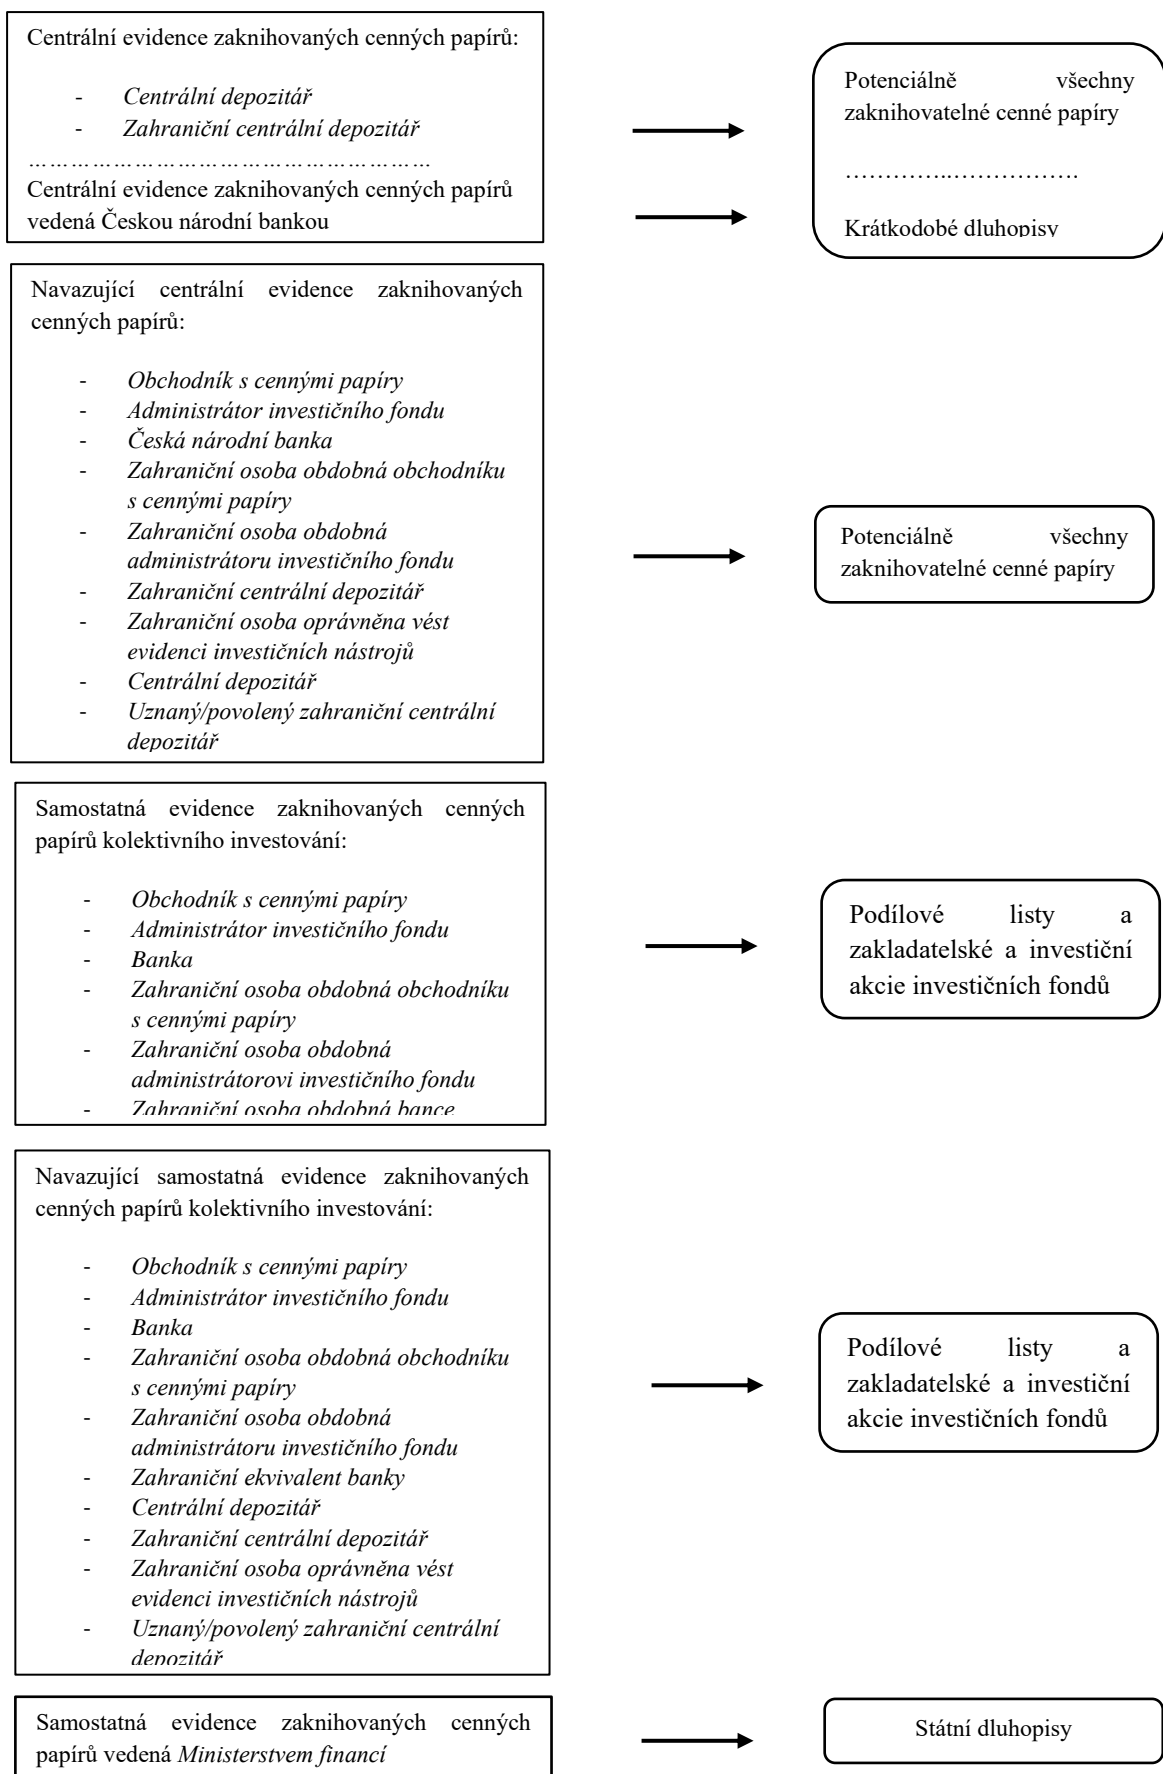 Centrální evidence zaknihovaných cenných papírů:
- Centrální depozitář
- Zahraniční centrální depozitář
………………………………………………
Centrální evidence zaknihovaných cenných papírů
vedená Českou národní bankou
Potenciálně všechny
zaknihovatelné cenné papíry
…………..…………….
Krátkodobé dluhopisy
Navazující centrální evidence zaknihovaných
cenných papírů:
- Obchodník s cennými papíry
- Administrátor investičního fondu
- Česká národní banka
- Zahraniční osoba obdobná obchodníku
s cennými papíry
- Zahraniční osoba obdobná
administrátoru investičního fondu
- Zahraniční centrální depozitář
- Zahraniční osoba oprávněna vést
evidenci investičních nástrojů
- Centrální depozitář
- Uznaný/povolený zahraniční centrální
depozitář
Potenciálně všechny
zaknihovatelné cenné papíry
Samostatná evidence zaknihovaných cenných
papírů kolektivního investování:
- Obchodník s cennými papíry
- Administrátor investičního fondu
- Banka
- Zahraniční osoba obdobná obchodníku
s cennými papíry
- Zahraniční osoba obdobná
administrátorovi investičního fondu
- Zahraniční osoba obdobná bance
Podílové listy a
zakladatelské a investiční
akcie investičních fondů
Navazující samostatná evidence zaknihovaných
cenných papírů kolektivního investování:
- Obchodník s cennými papíry
- Administrátor investičního fondu
- Banka
- Zahraniční osoba obdobná obchodníku
s cennými papíry
- Zahraniční osoba obdobná
administrátoru investičního fondu
- Zahraniční ekvivalent banky
- Centrální depozitář
- Zahraniční centrální depozitář
- Zahraniční osoba oprávněna vést
evidenci investičních nástrojů
- Uznaný/povolený zahraniční centrální
depozitář
Podílové listy a
zakladatelské a investiční
akcie investičních fondů
Samostatná evidence zaknihovaných cenných
papírů vedená Ministerstvem financí
Státní dluhopisy